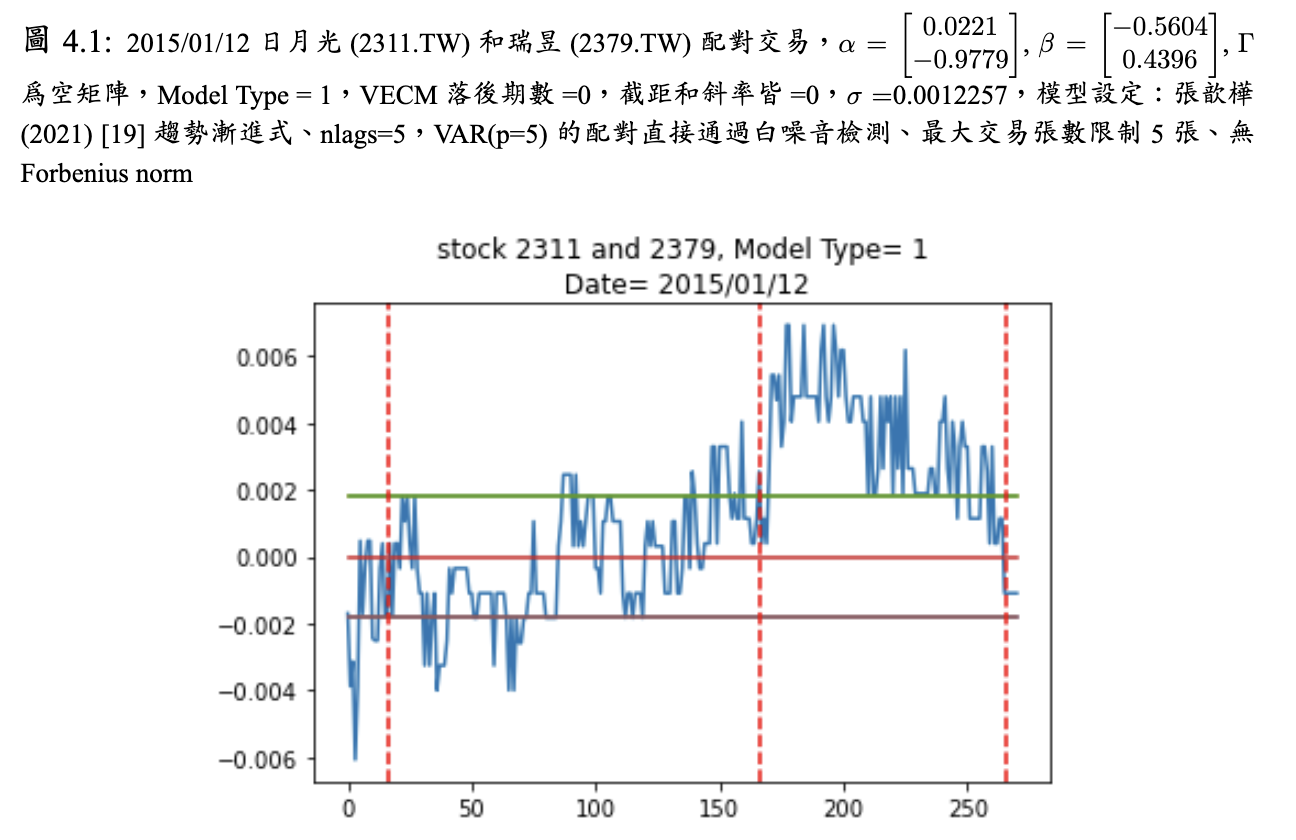 圖 4.1: 2015/01/12 日月光 (2311.TW) 和瑞昱 (2379.TW) 配對交易，α = [0.0221 −0.9779], β = [−0.5604 0.4396], Γ
為空矩陣，Model Type = 1，VECM 落後期數 =0，截距和斜率皆 =0，σ =0.0012257，模型設定：張歆樺
(2021) [19] 趨勢漸進式、nlags=5，VAR(p=5) 的配對直接通過白噪音檢測、最大交易張數限制 5 張、無
Forbenius norm
stock 2311 and 2379, Model Type= 1
Date= 2015/01/12
0.006
0.004
0.002
0.000
−0.002
−0.004
−0.006
0 50 100 150 200 250